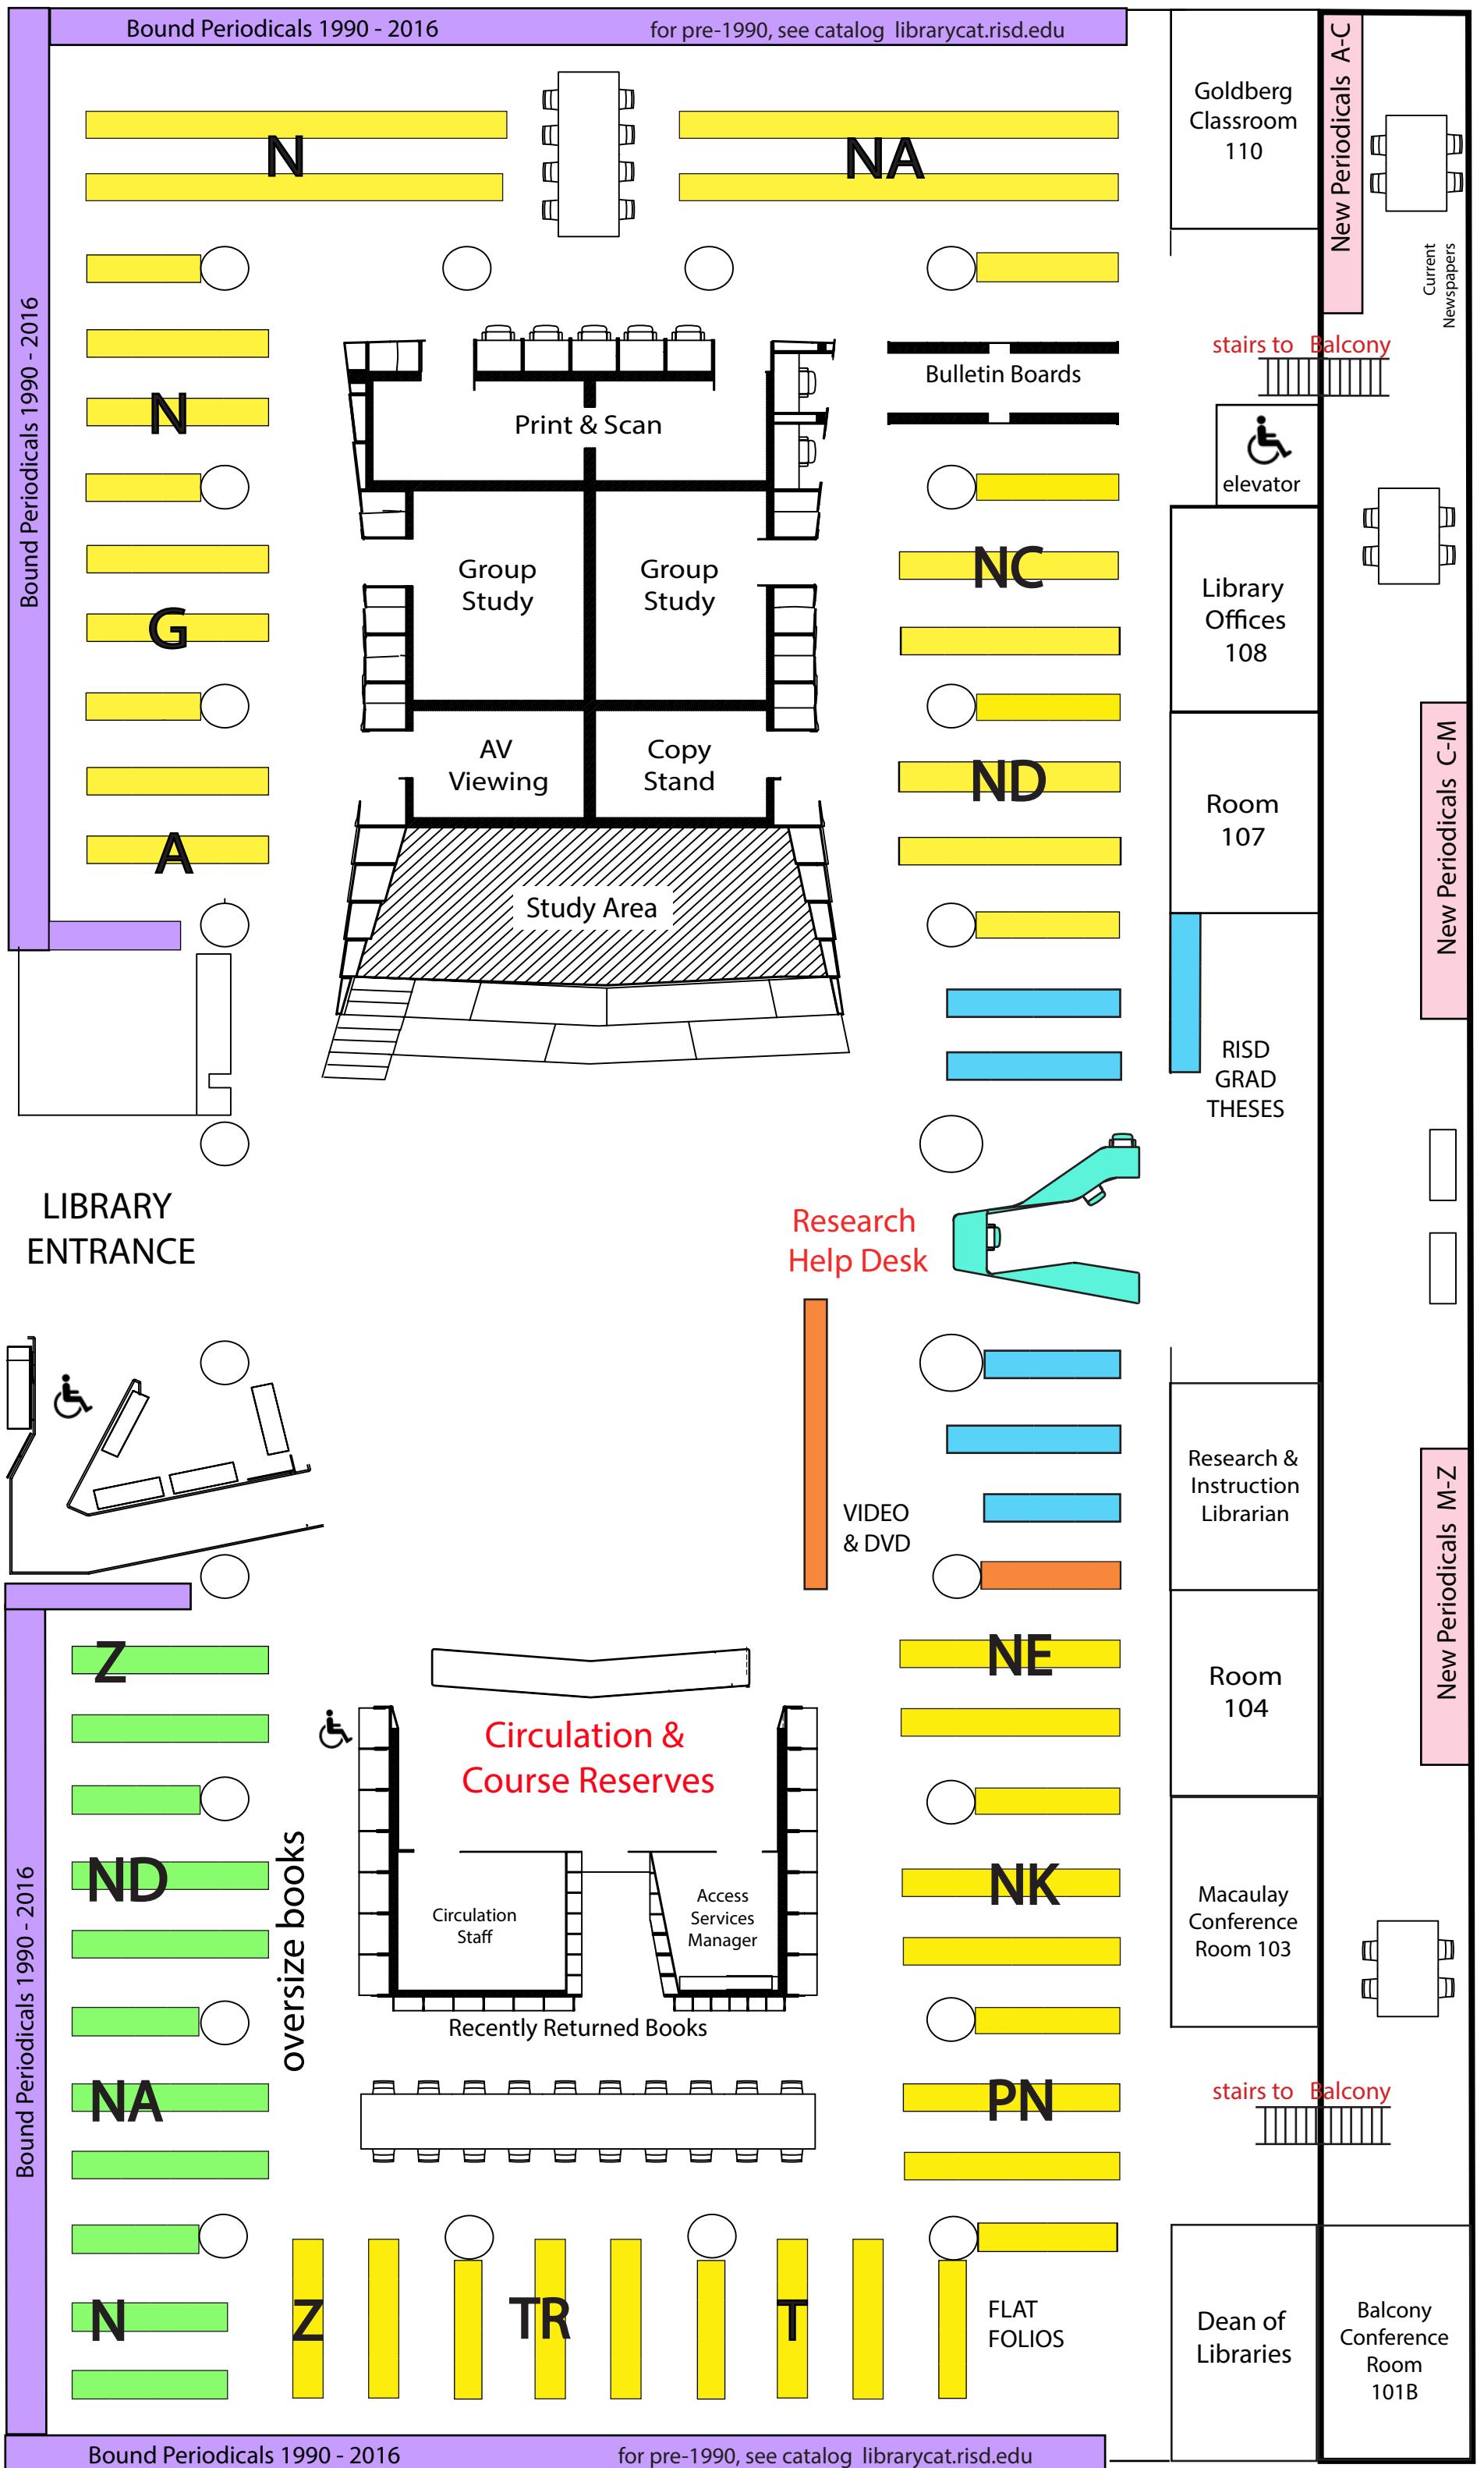 Bound Periodicals 1990 - 2016
for pre-1990, see catalog librarycat.risd.edu
Goldberg
Classroom
110
New Periodicals A-C
N
NA
Current
Newspapers
Bound Periodicals 1990 - 2016
stairs to Balcony
Bulletin Boards
N
Print & Scan
elevator
Group
Study
Group
Study
NC
Library
Offices
108
G
AV
Viewing
Copy
Stand
ND
Room
107
New Periodicals C-M
A
Study Area
RISD
GRAD
THESES
LIBRARY
ENTRANCE
Research
Help Desk
VIDEO
& DVD
Research &
Instruction
Librarian
New Periodicals M-Z
Z
NE
Room
104
Circulation &
Course Reserves
ND
oversize books
NK
Circulation
Staff
Access
Services
Manager
Macaulay
Conference
Room 103
Bound Periodicals 1990 - 2016
Recently Returned Books
NA
PN
stairs to Balcony
N
Z
TR
T
FLAT
FOLIOS
Dean of
Libraries
Balcony
Conference
Room
101B
Bound Periodicals 1990 - 2016
for pre-1990, see catalog librarycat.risd.edu